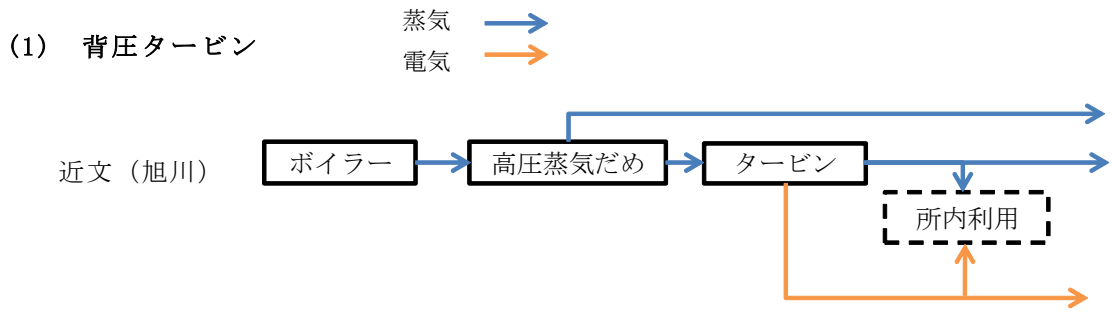 蒸気
(1) 背圧タービン
電気
近文（旭川）
ボイラー
高圧蒸気だめ
タービン
所内利用